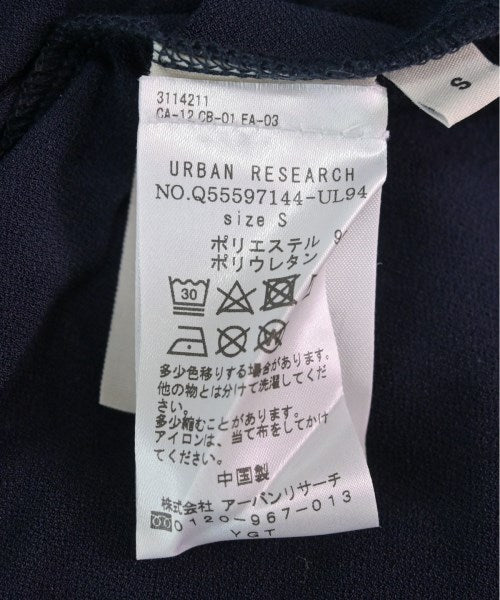 3114211
CA-12 CB-01 EA-03
URBAN RESEARCH
NO.Q55597144-UL94
size S
ポリエステル 9
ポリウレタン
30
多少色移りする場合があります。
他の物とは分けて洗濯してくだ
さい。
多少縮むことがあります。
アイロンは、当て布をしてかけ
てください。
中国製
株式会社 アーバンリサーチ
0120-967-013
YGT
S